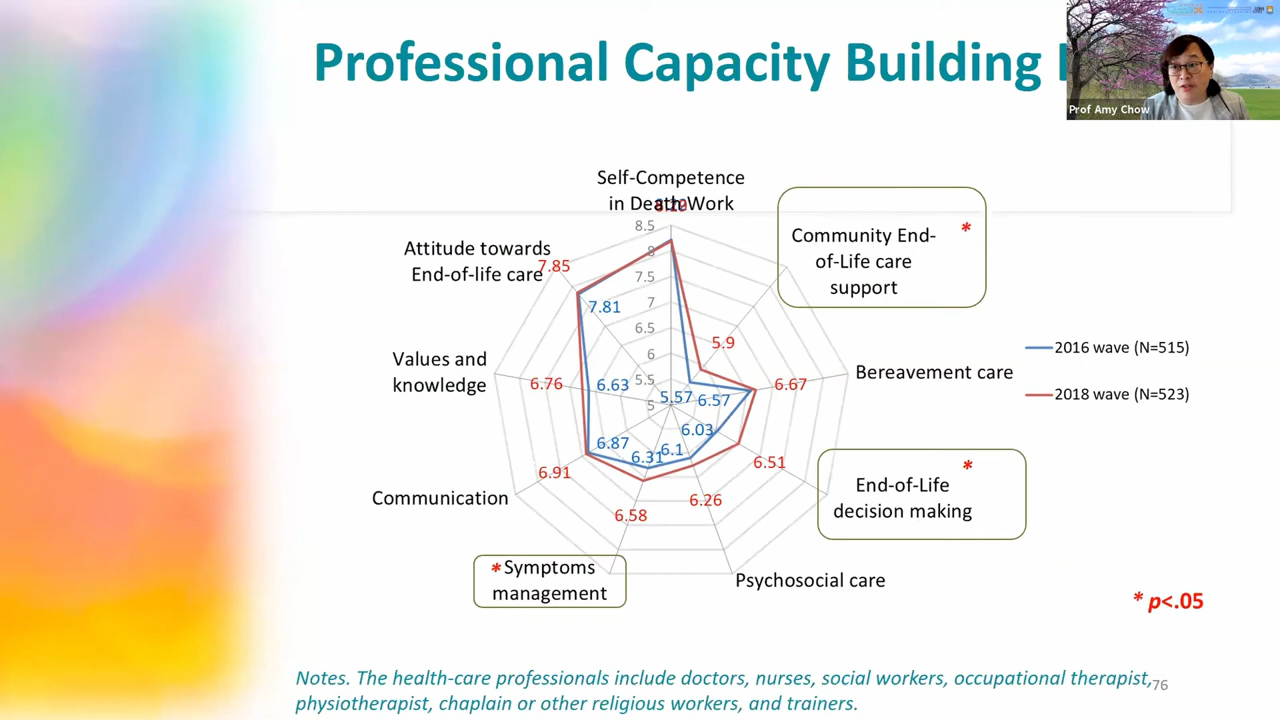 Professional Capacity Building
Prof Amy Chow
Self-Competence
in Death Work
8.5
8
7.5
7
6.5
6
5.5
5
Community End-
of-Life care
support
*
5.9
5.57
Bereavement care
6.67
6.57
End-of-Life
decision making
*
6.03
6.51
Psychosocial care
6.1
6.26
* Symptoms
management
6.31
6.58
Communication
6.87
6.91
Values and
knowledge
6.76
6.63
Attitude towards
End-of-life care
7.85
7.81
2016 wave (N=515)
2018 wave (N=523)
* p<.05
Notes. The health-care professionals include doctors, nurses, social workers, occupational therapist,
physiotherapist, chaplain or other religious workers, and trainers.
76